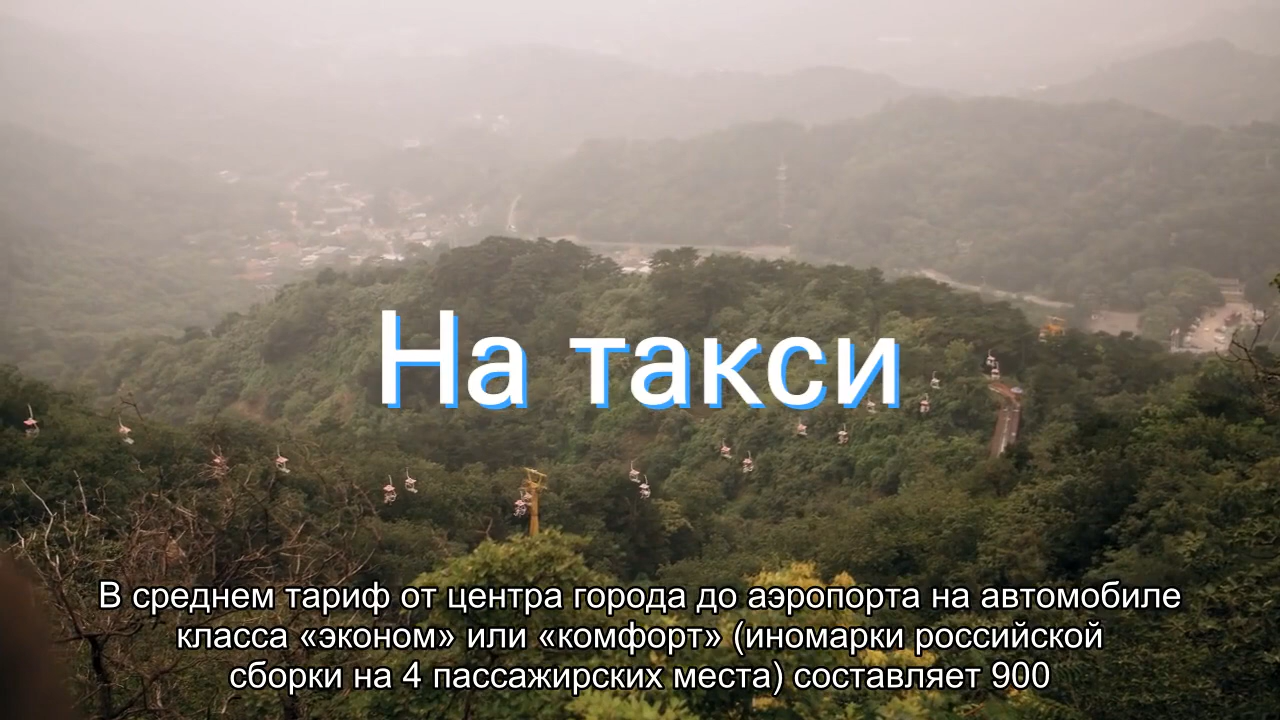 На такси
В среднем тариф от центра города до аэропорта на автомобиле
класса «эконом» или «комфорт» (иномарки российской
сборки на 4 пассажирских места) составляет 900